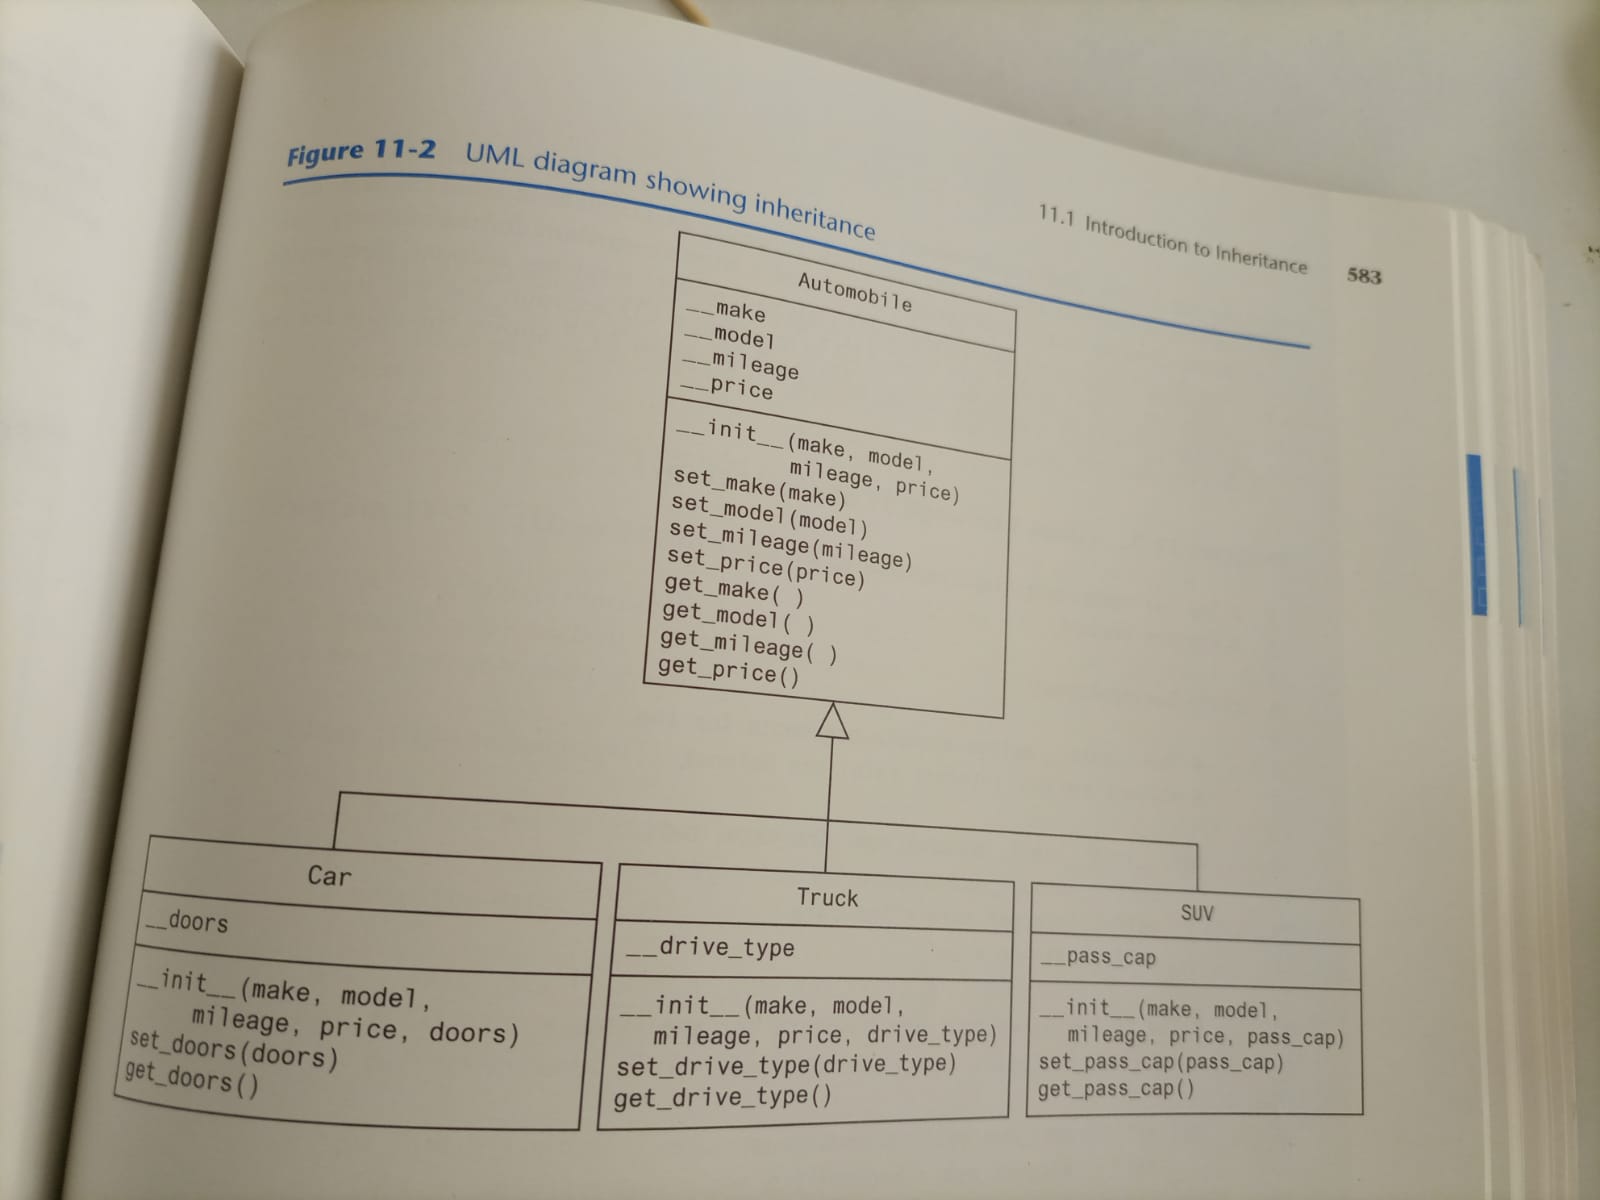 Figure 11-2 UML diagram showing inheritance
11.1 Introduction to Inheritance 583
Automobile
__make
__model
__mileage
__price
__init__(make, model,
mileage, price)
set_make(make)
set_model(model)
set_mileage(mileage)
set_price(price)
get_make( )
get_model( )
get_mileage( )
get_price()
Car
__doors
__init__(make, model,
mileage, price, doors)
set_doors(doors)
get_doors()
Truck
__drive_type
__init__(make, model,
mileage, price, drive_type)
set_drive_type(drive_type)
get_drive_type()
SUV
__pass_cap
__init__(make, model,
mileage, price, pass_cap)
set_pass_cap(pass_cap)
get_pass_cap()